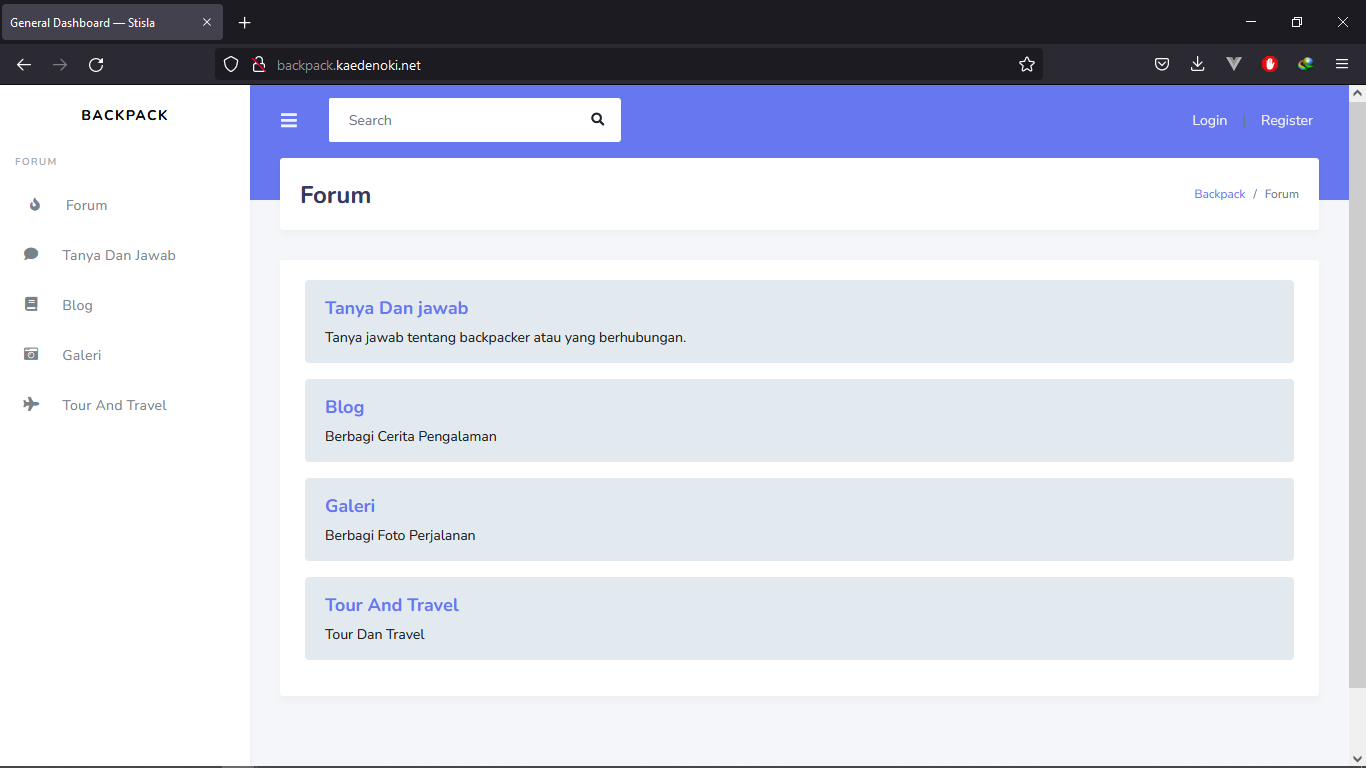 General Dashboard — Stisla
backpack.kaedenoki.net
BACKPACK
FORUM
Forum
Tanya Dan Jawab
Blog
Galeri
Tour And Travel
Search
Login | Register
Forum
Backpack / Forum
Tanya Dan jawab
Tanya jawab tentang backpacker atau yang berhubungan.
Blog
Berbagi Cerita Pengalaman
Galeri
Berbagi Foto Perjalanan
Tour And Travel
Tour Dan Travel